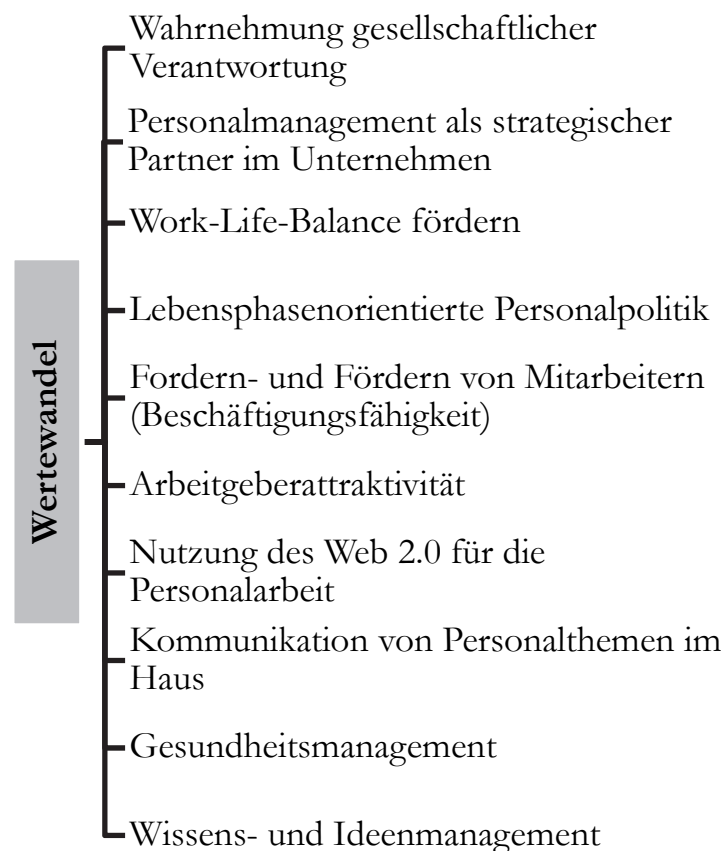 Wertewandel
Wahrnehmung gesellschaftlicher
Verantwortung
Personalmanagement als strategischer
Partner im Unternehmen
Work-Life-Balance fördern
Lebensphasenorientierte Personalpolitik
Fordern- und Fördern von Mitarbeitern
(Beschäftigungsfähigkeit)
Arbeitgeberattraktivität
Nutzung des Web 2.0 für die
Personalarbeit
Kommunikation von Personalthemen im
Haus
Gesundheitsmanagement
Wissens- und Ideenmanagement